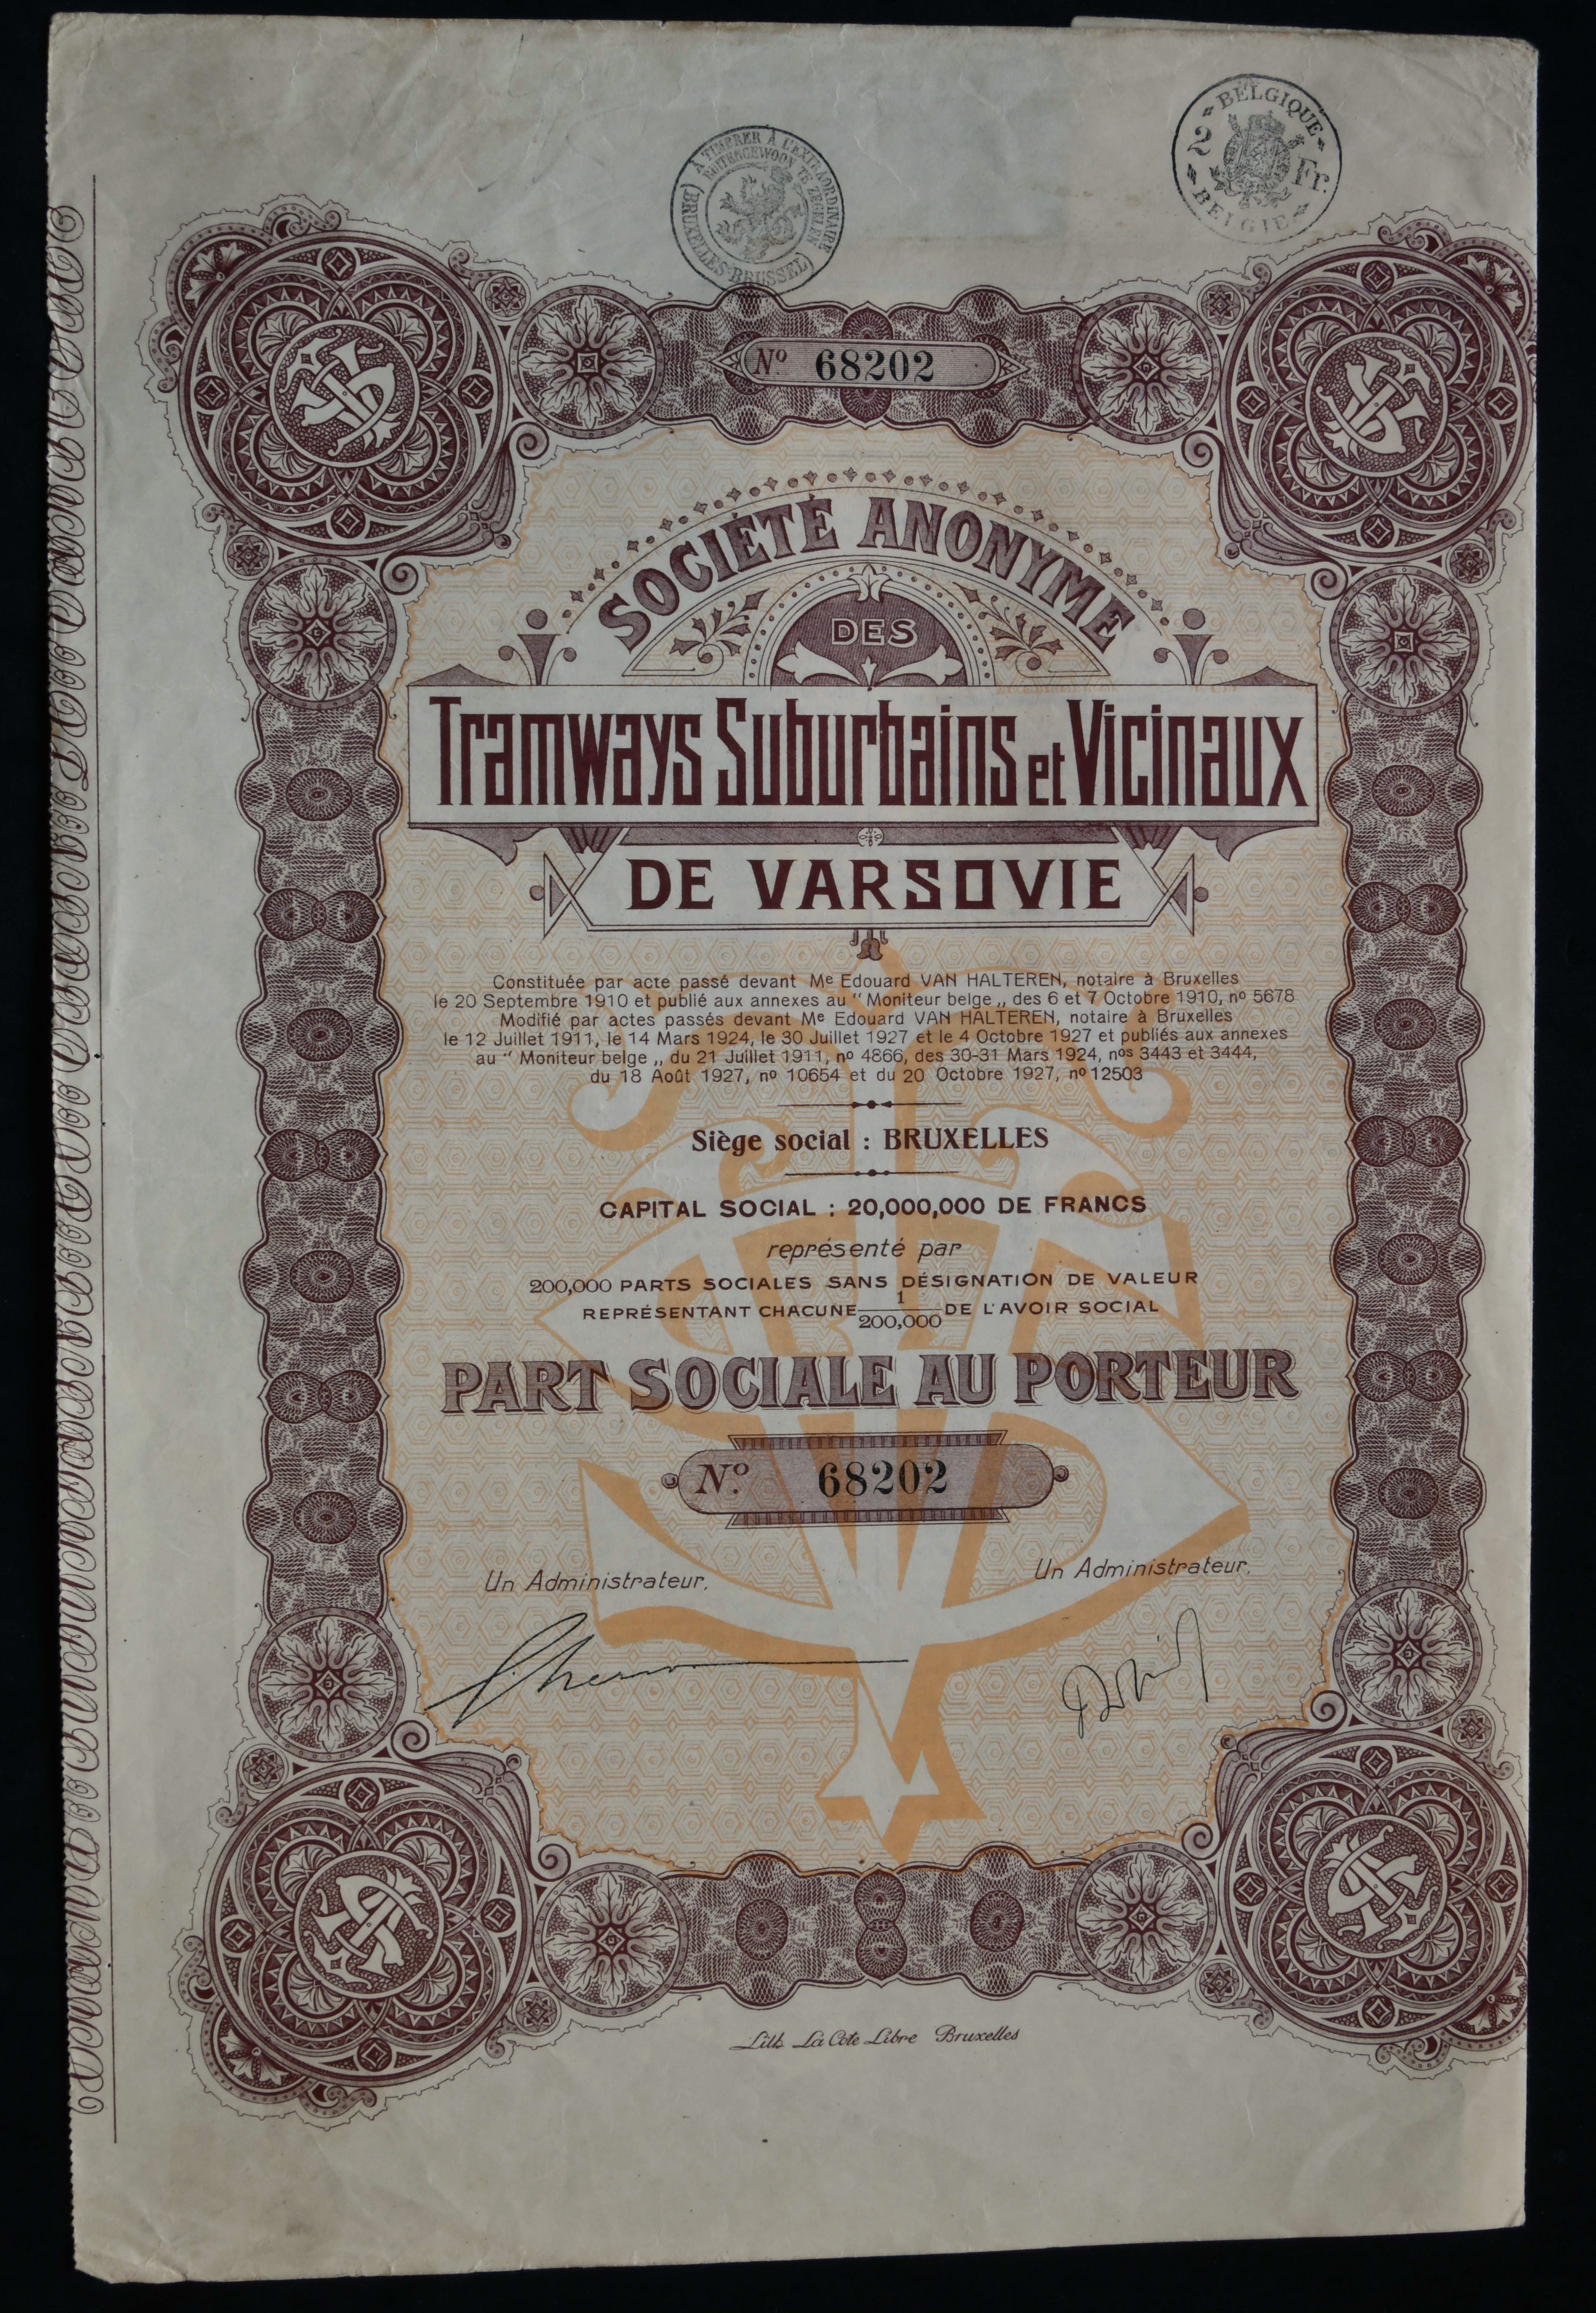 À TIMBRER À L'EXTRAORDINAIRE
BUITENGEWOON TE ZEGELEN
(BRUXELLES-BRUSSEL)
BELGIQUE
2 Fr.
BELGIE
Nº 68202
SOCIÉTÉ ANONYME
DES
Tramways Suburbains et Vicinaux
DE VARSOVIE
Constituée par acte passé devant Me Edouard VAN HALTEREN, notaire à Bruxelles
le 20 Septembre 1910 et publié aux annexes au “ Moniteur belge „ des 6 et 7 Octobre 1910, nº 5678
Modifié par actes passés devant Me Edouard VAN HALTEREN, notaire à Bruxelles
le 12 Juillet 1911, le 14 Mars 1924, le 30 Juillet 1927 et le 4 Octobre 1927 et publiés aux annexes
au “ Moniteur belge „ du 21 Juillet 1911, nº 4866, des 30-31 Mars 1924, nos 3443 et 3444,
du 18 Août 1927, nº 10654 et du 20 Octobre 1927, nº 12503
Siège social : BRUXELLES
CAPITAL SOCIAL : 20,000,000 DE FRANCS
représenté par
200,000 PARTS SOCIALES SANS DÉSIGNATION DE VALEUR
REPRÉSENTANT CHACUNE 1/200,000 DE L'AVOIR SOCIAL
PART SOCIALE AU PORTEUR
Nº 68202
Un Administrateur,
Un Administrateur,
Lith. La Cote Libre Bruxelles